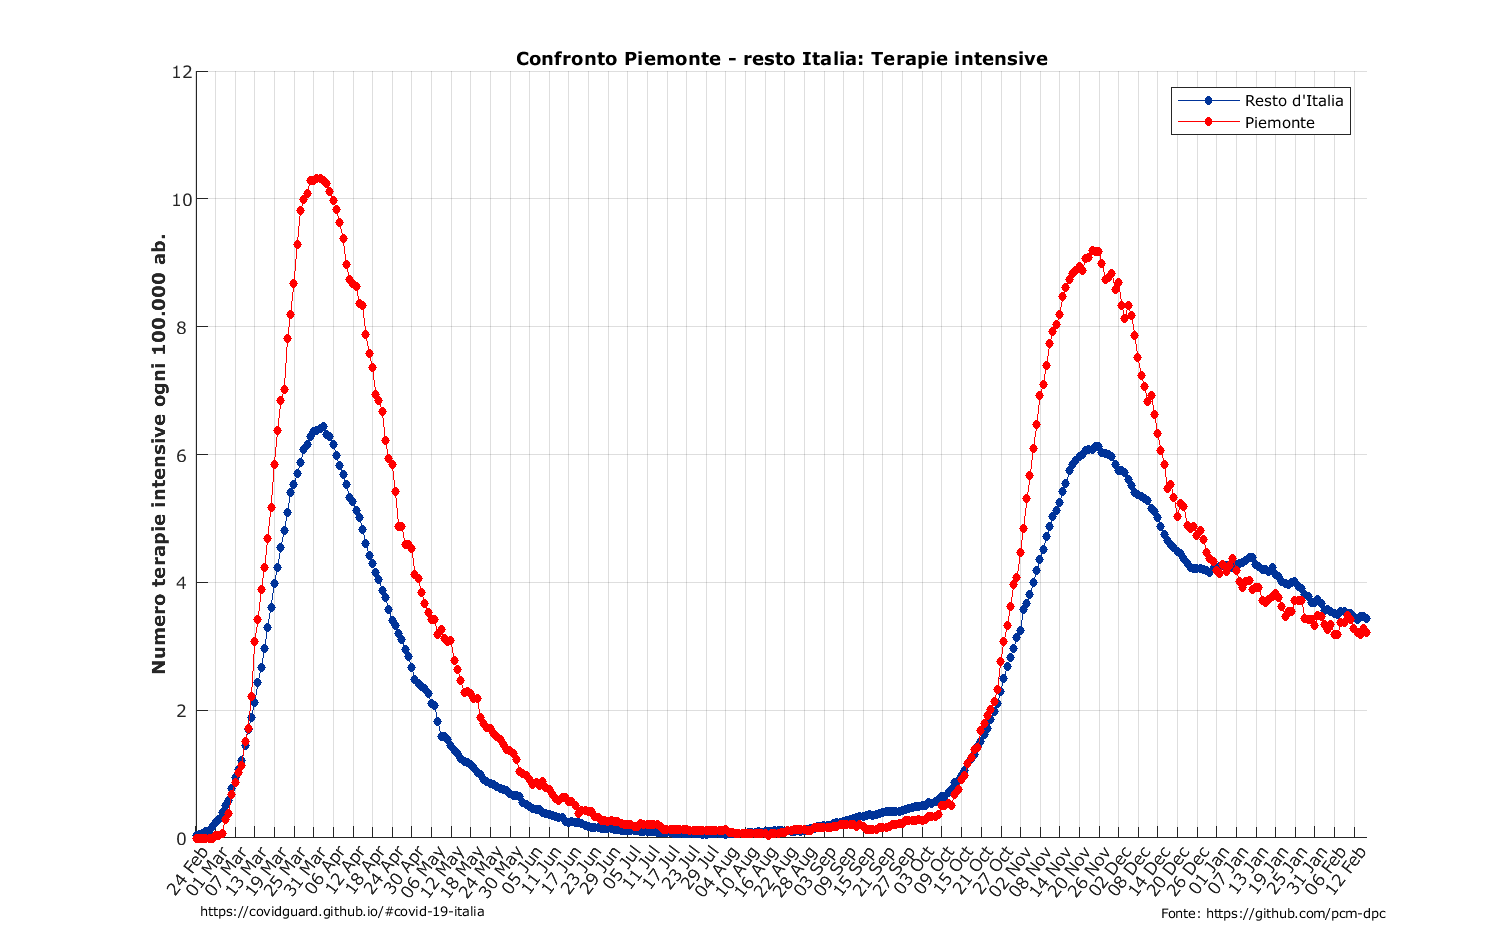 Confronto Piemonte - resto Italia: Terapie intensive
Resto d'Italia
Piemonte
Numero terapie intensive ogni 100.000 ab.
12
10
8
6
4
2
0
24 Feb
01 Mar
07 Mar
13 Mar
19 Mar
25 Mar
31 Mar
06 Apr
12 Apr
18 Apr
24 Apr
30 Apr
06 May
12 May
18 May
24 May
30 May
05 Jun
11 Jun
17 Jun
23 Jun
29 Jun
05 Jul
11 Jul
17 Jul
23 Jul
29 Jul
04 Aug
10 Aug
16 Aug
22 Aug
28 Aug
03 Sep
09 Sep
15 Sep
21 Sep
27 Sep
03 Oct
09 Oct
15 Oct
21 Oct
27 Oct
02 Nov
08 Nov
14 Nov
20 Nov
26 Nov
02 Dec
08 Dec
14 Dec
20 Dec
26 Dec
01 Jan
07 Jan
13 Jan
19 Jan
25 Jan
31 Jan
06 Feb
12 Feb
https://covidguard.github.io/#covid-19-italia
Fonte: https://github.com/pcm-dpc